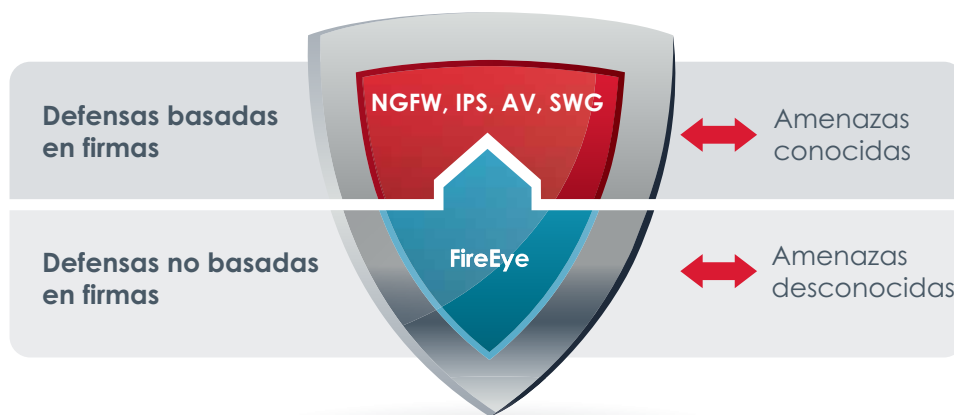 NGFW, IPS, AV, SWG
Defensas basadas
en firmas
Amenazas
conocidas
FireEye
Defensas no basadas
en firmas
Amenazas
desconocidas